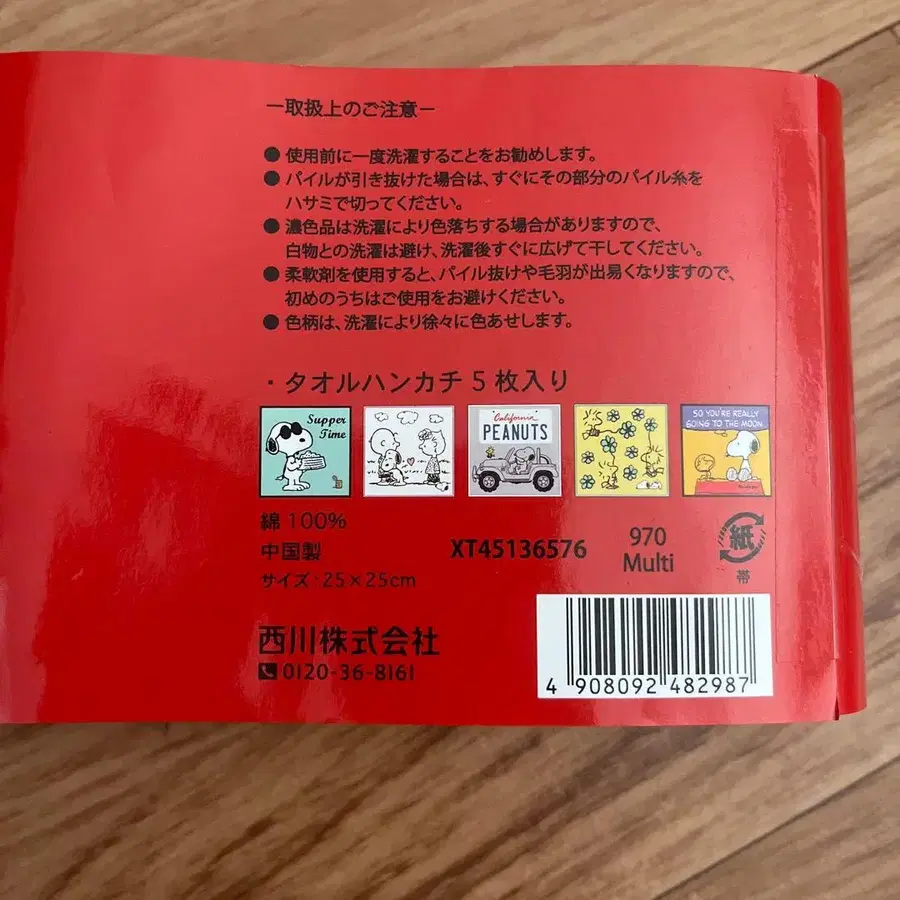 ー取扱上のご注意ー
● 使用前に一度洗濯することをお勧めします。
● パイルが引き抜けた場合は、すぐにその部分のパイル糸を
ハサミで切ってください。
● 濃色品は洗濯により色落ちする場合がありますので、
白物との洗濯は避け、洗濯後すぐに広げて干してください。
● 柔軟剤を使用すると、パイル抜けや毛羽が出易くなりますので、
初めのうちはご使用をお避けください。
● 色柄は、洗濯により徐々に色あせします。
・タオルハンカチ5枚入り
Supper
Time
California
PEANUTS
SO YOU'RE REALLY
GOING TO THE MOON
綿100%
中国製
サイズ・25×25cm
XT45136576
970
Multi
紙
帯
西川株式会社
0120-36-8161
4 908092 482987